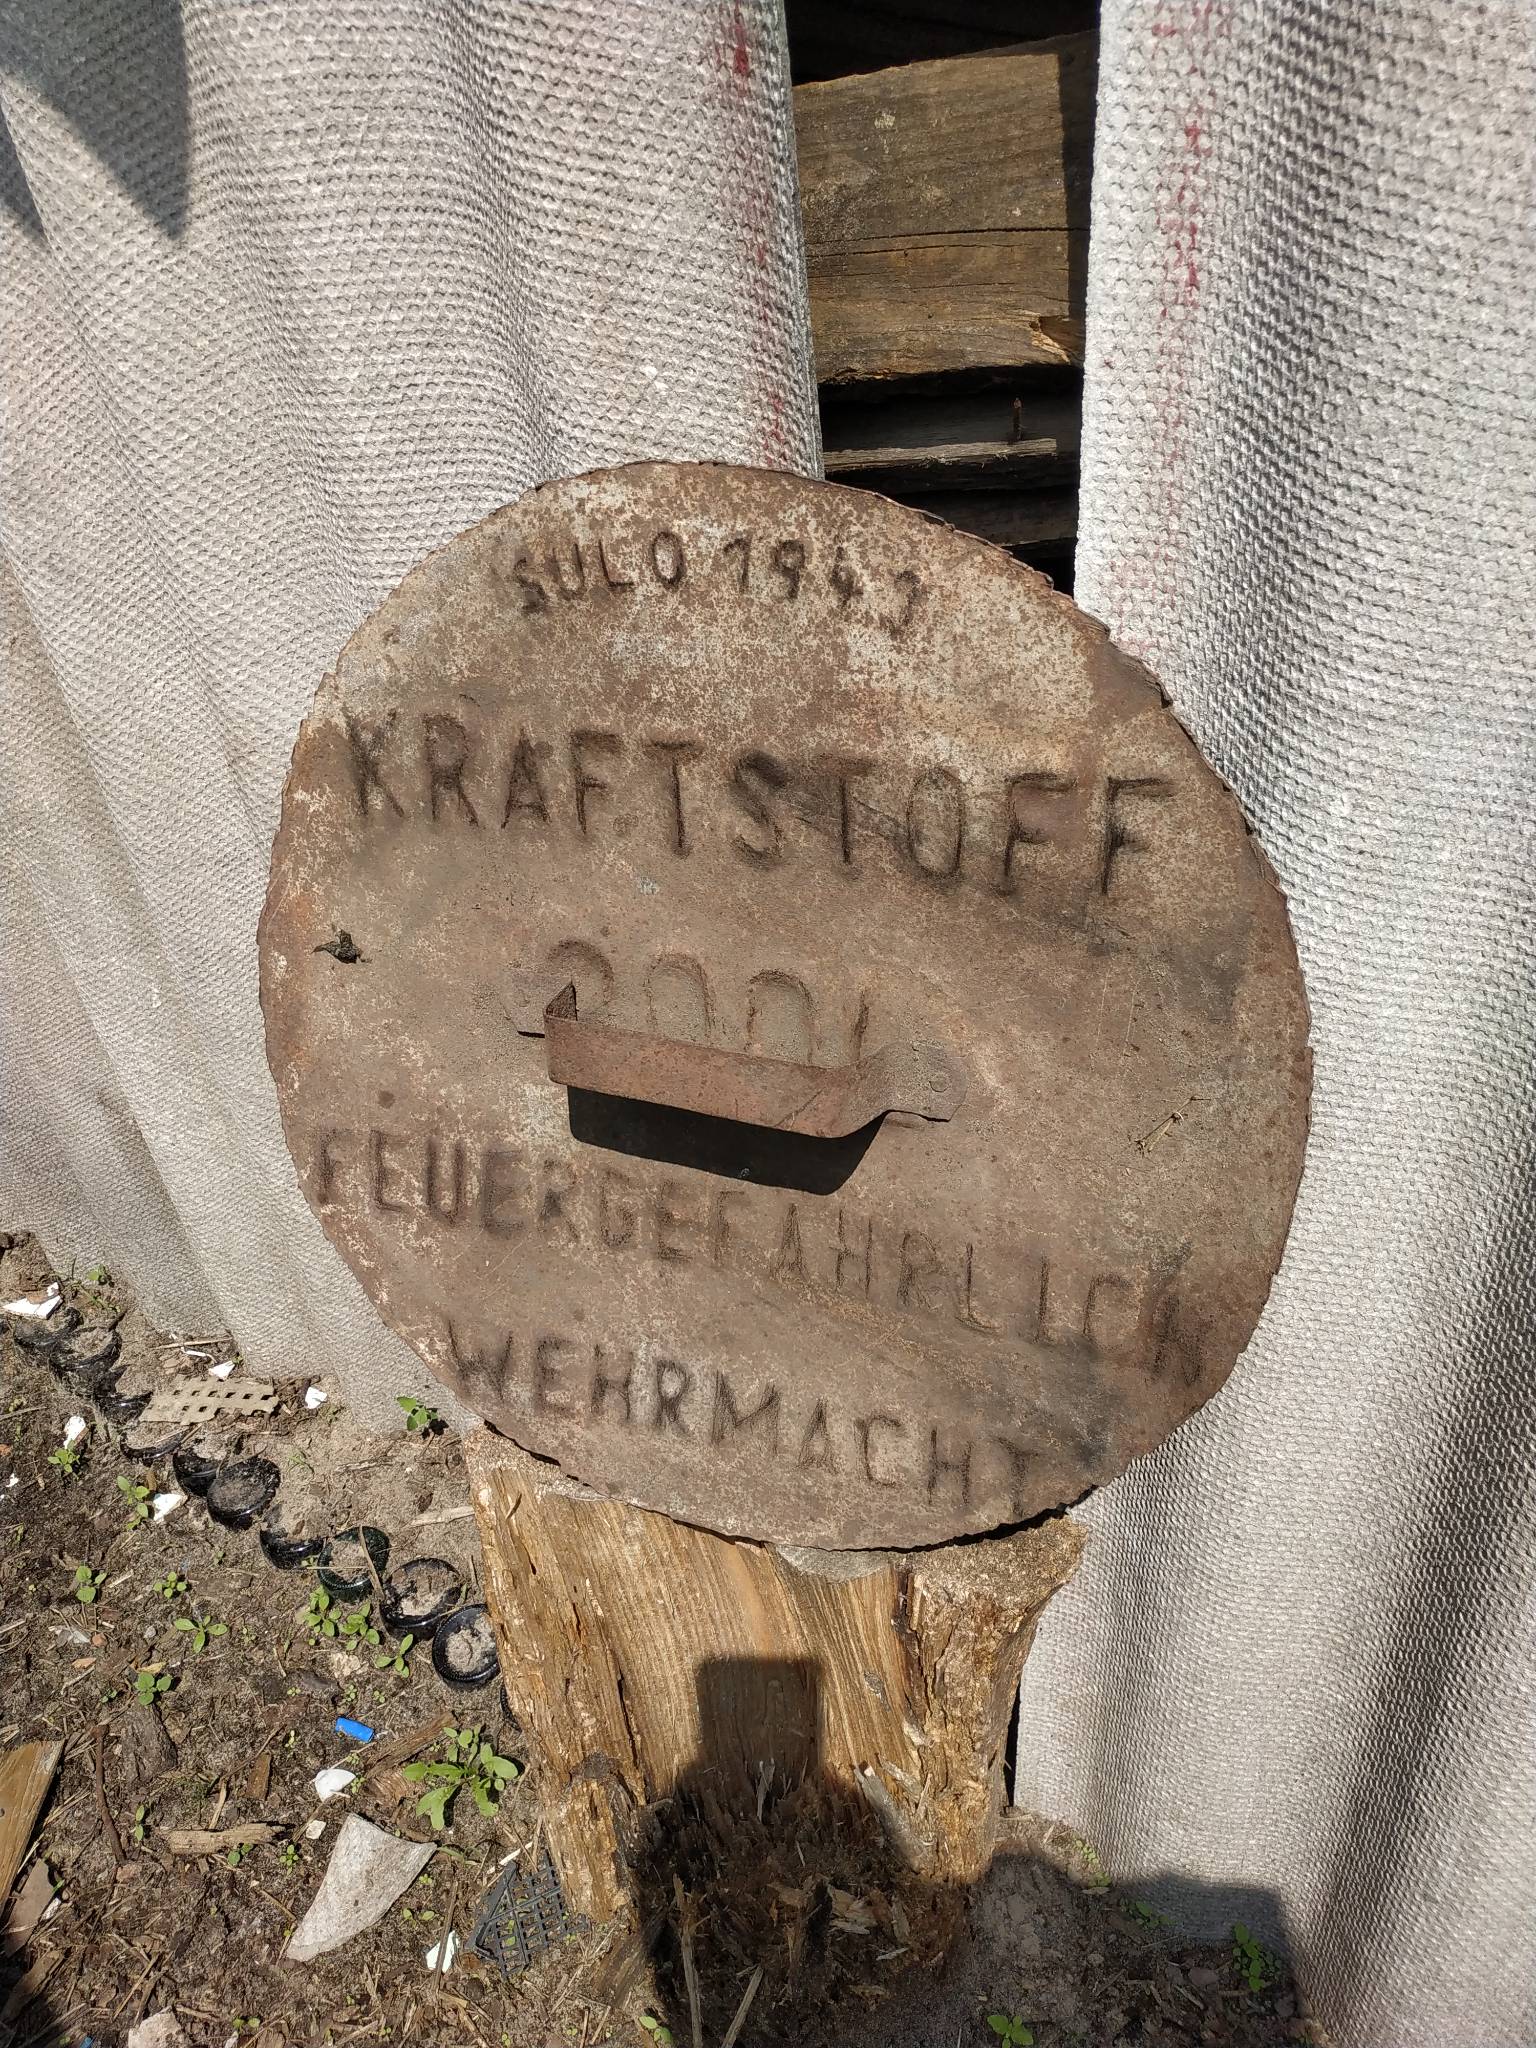 SULO 1943
KRAFTSTOFF
200 L
FEUERGEFÄHRLICH
WEHRMACHT